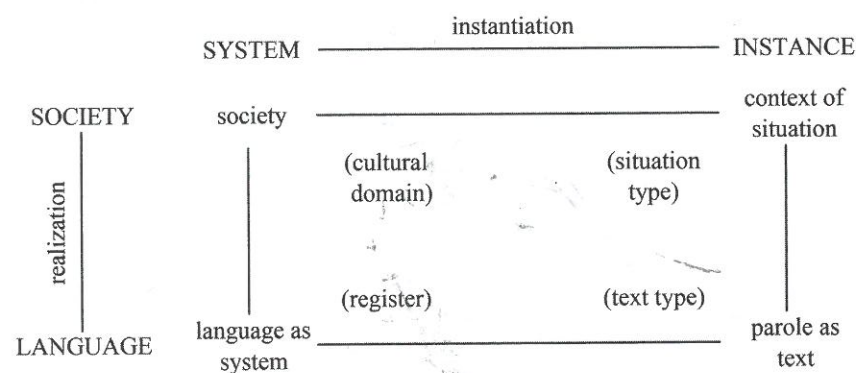 instantiation
SYSTEM INSTANCE
SOCIETY society context of
situation
(cultural (situation
domain) type)
realization
(register) (text type)
LANGUAGE language as parole as
system text